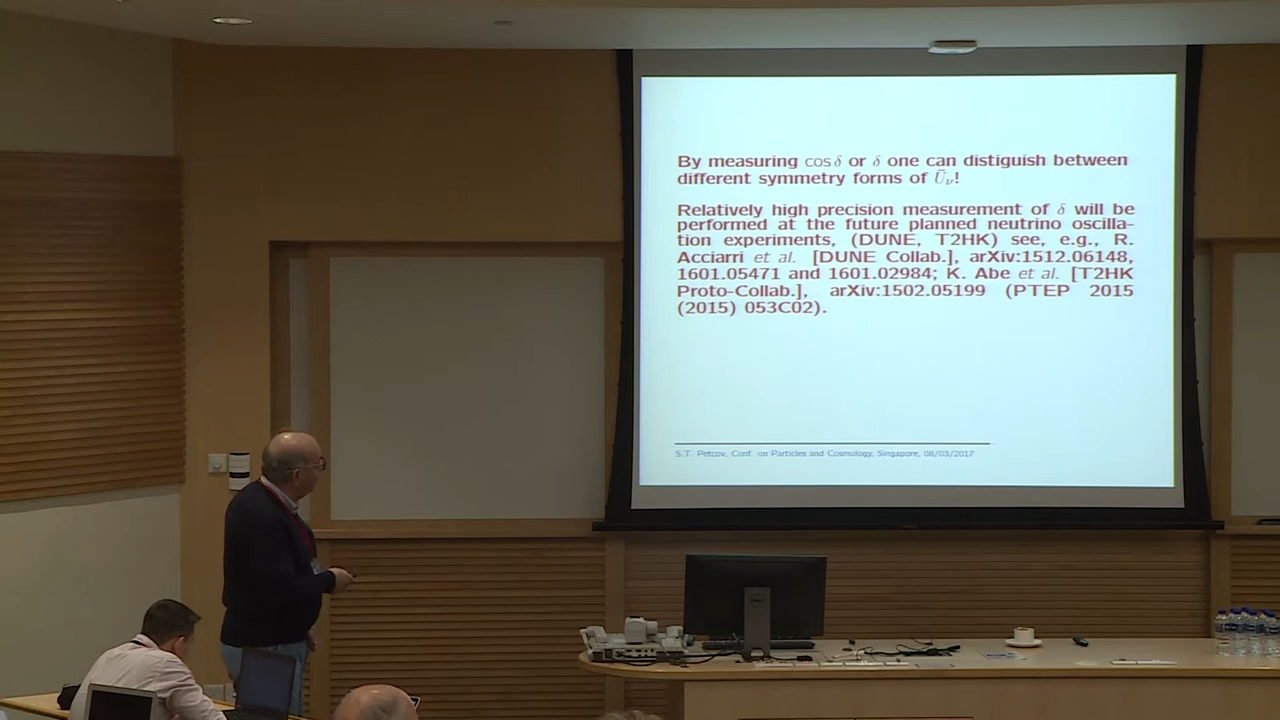 By measuring cos δ or δ one can distiguish between
different symmetry forms of Ũν!
Relatively high precision measurement of δ will be
performed at the future planned neutrino oscilla-
tion experiments, (DUNE, T2HK) see, e.g., R.
Acciarri et al. [DUNE Collab.], arXiv:1512.06148,
1601.05471 and 1601.02984; K. Abe et al. [T2HK
Proto-Collab.], arXiv:1502.05199 (PTEP 2015
(2015) 053C02).
S.T. Petcov, Conf. on Particles and Cosmology, Singapore, 08/03/2017